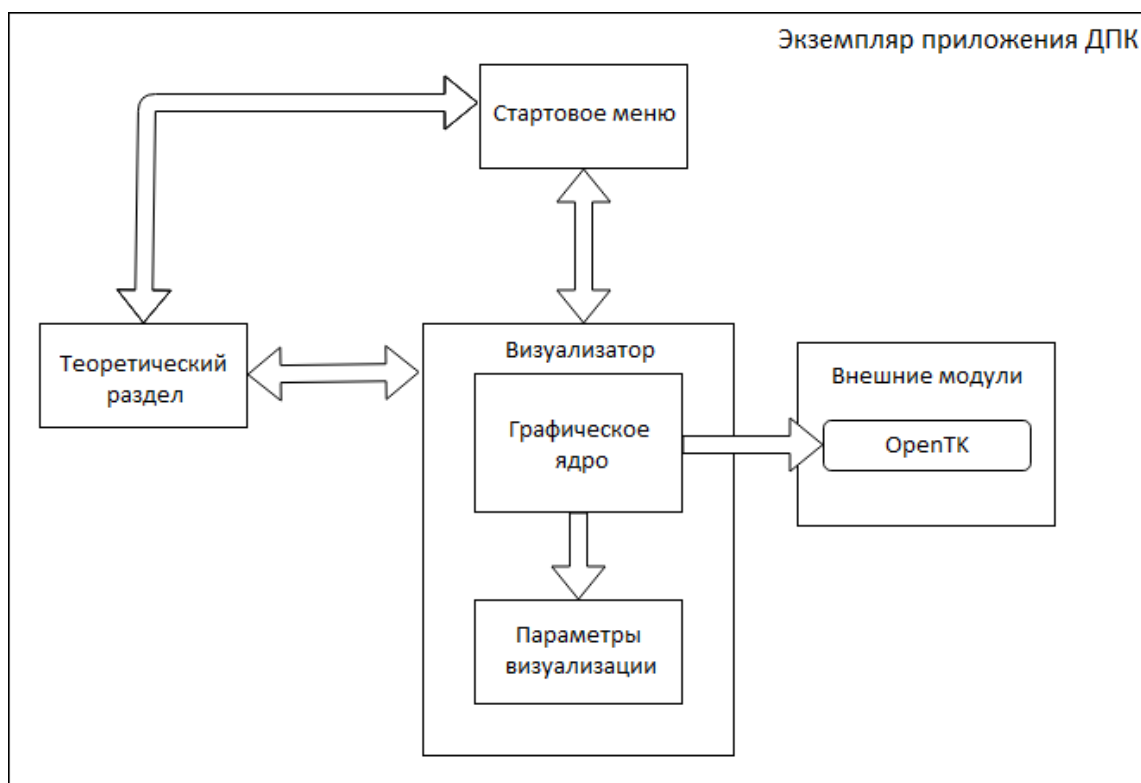 Экземпляр приложения ДПК
Стартовое меню
Теоретический
раздел
Визуализатор
Графическое
ядро
Внешние модули
OpenTK
Параметры
визуализации